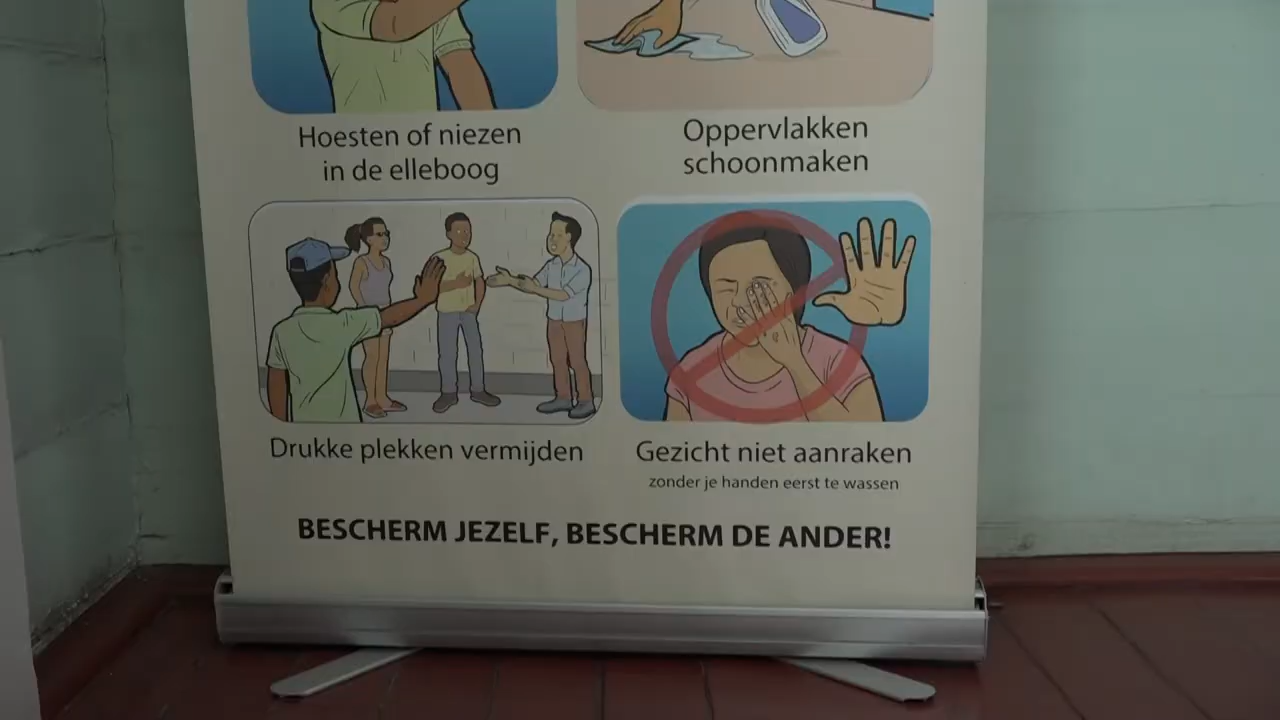 Hoesten of niezen
in de elleboog
Oppervlakken
schoonmaken
Drukke plekken vermijden
Gezicht niet aanraken
zonder je handen eerst te wassen
BESCHERM JEZELF, BESCHERM DE ANDER!